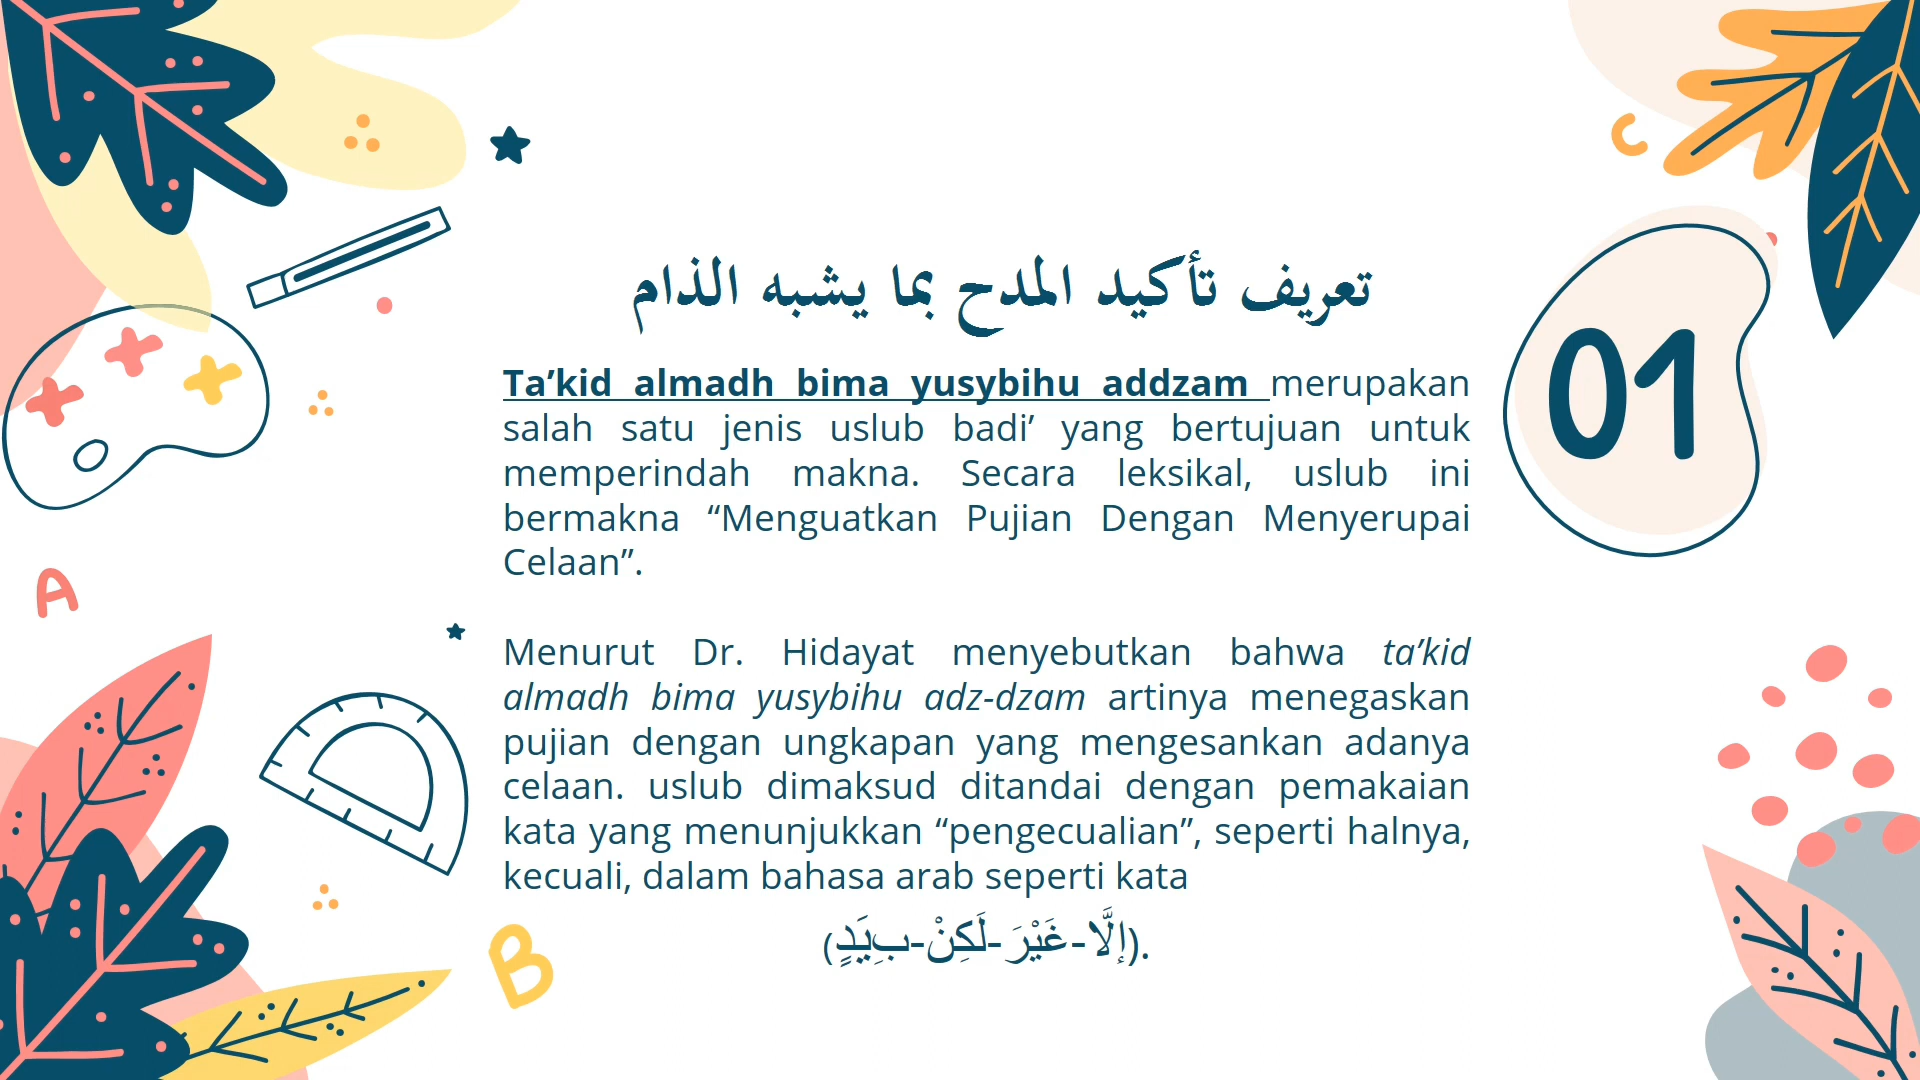 تعريف تأكيد المدح بما يشبه الذام
01
Ta’kid almadh bima yusybihu addzam merupakan
salah satu jenis uslub badi’ yang bertujuan untuk
memperindah makna. Secara leksikal, uslub ini
bermakna “Menguatkan Pujian Dengan Menyerupai
Celaan”.
Menurut Dr. Hidayat menyebutkan bahwa ta’kid
almadh bima yusybihu adz-dzam artinya menegaskan
pujian dengan ungkapan yang mengesankan adanya
celaan. uslub dimaksud ditandai dengan pemakaian
kata yang menunjukkan “pengecualian”, seperti halnya,
kecuali, dalam bahasa arab seperti kata
(إلَّا-غَيْرَ-لَكِنْ-بِيَدٍ).
C
A
B